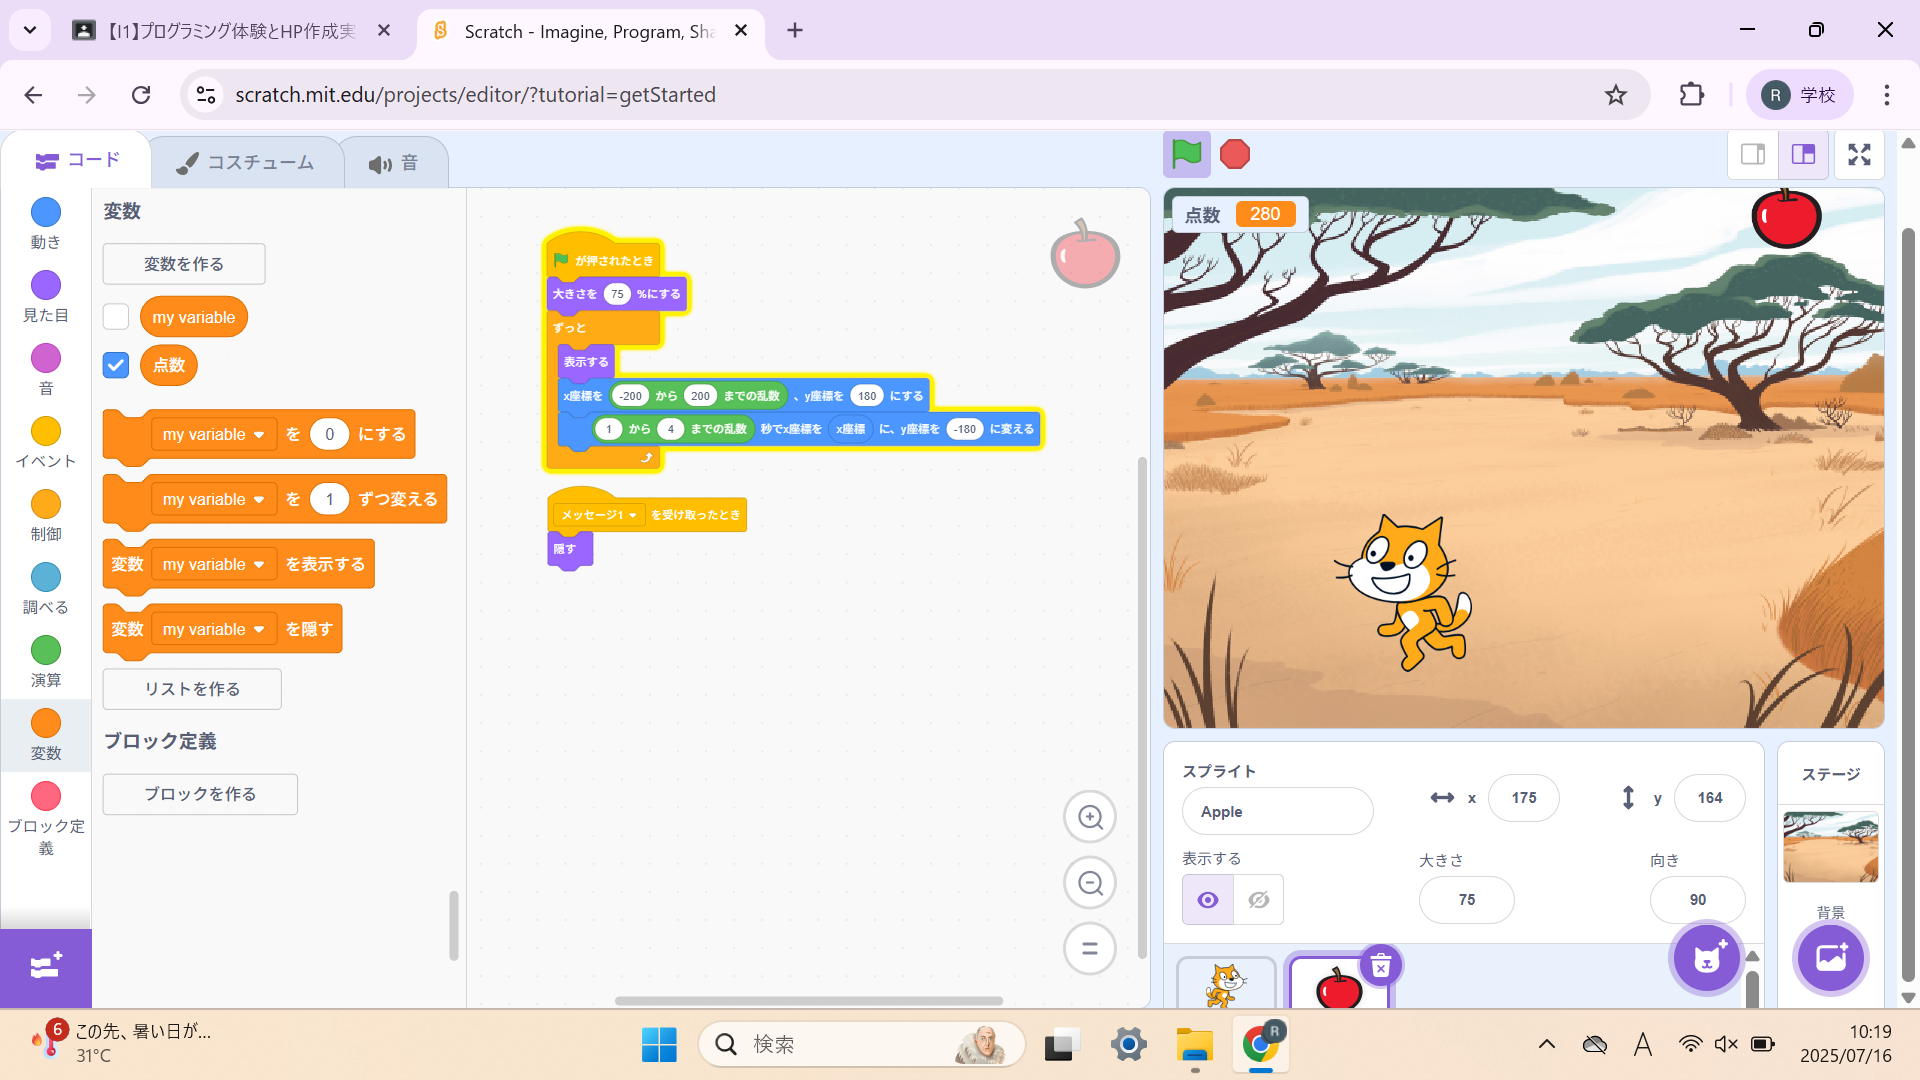 【I1】プログラミング体験とHP作成実
Scratch - Imagine, Program, Sha
scratch.mit.edu/projects/editor/?tutorial=getStarted
R 学校
コード
コスチューム
音
動き
見た目
音
イベント
制御
調べる
演算
変数
ブロック定義
変数
変数を作る
my variable
点数
my variable を 0 にする
my variable を 1 ずつ変える
変数 my variable を表示する
変数 my variable を隠す
リストを作る
ブロック定義
ブロックを作る
が押されたとき
大きさを 75 %にする
ずっと
表示する
x座標を -200 から 200 までの乱数 、y座標を 180 にする
1 から 4 までの乱数 秒でx座標を x座標 に、y座標を -180 に変える
メッセージ1 を受け取ったとき
隠す
点数 280
スプライト
Apple
x 175
y 164
表示する
大きさ
75
向き
90
ステージ
背景
6
この先、暑い日が...
31°C
検索
R
A
10:19
2025/07/16